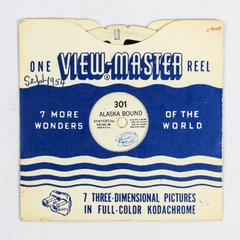 ONE VIEW-MASTER REEL
Sept 1954
301
ALASKA BOUND
7 MORE WONDERS
OF THE WORLD
7 THREE-DIMENSIONAL PICTURES
IN FULL-COLOR KODACHROME